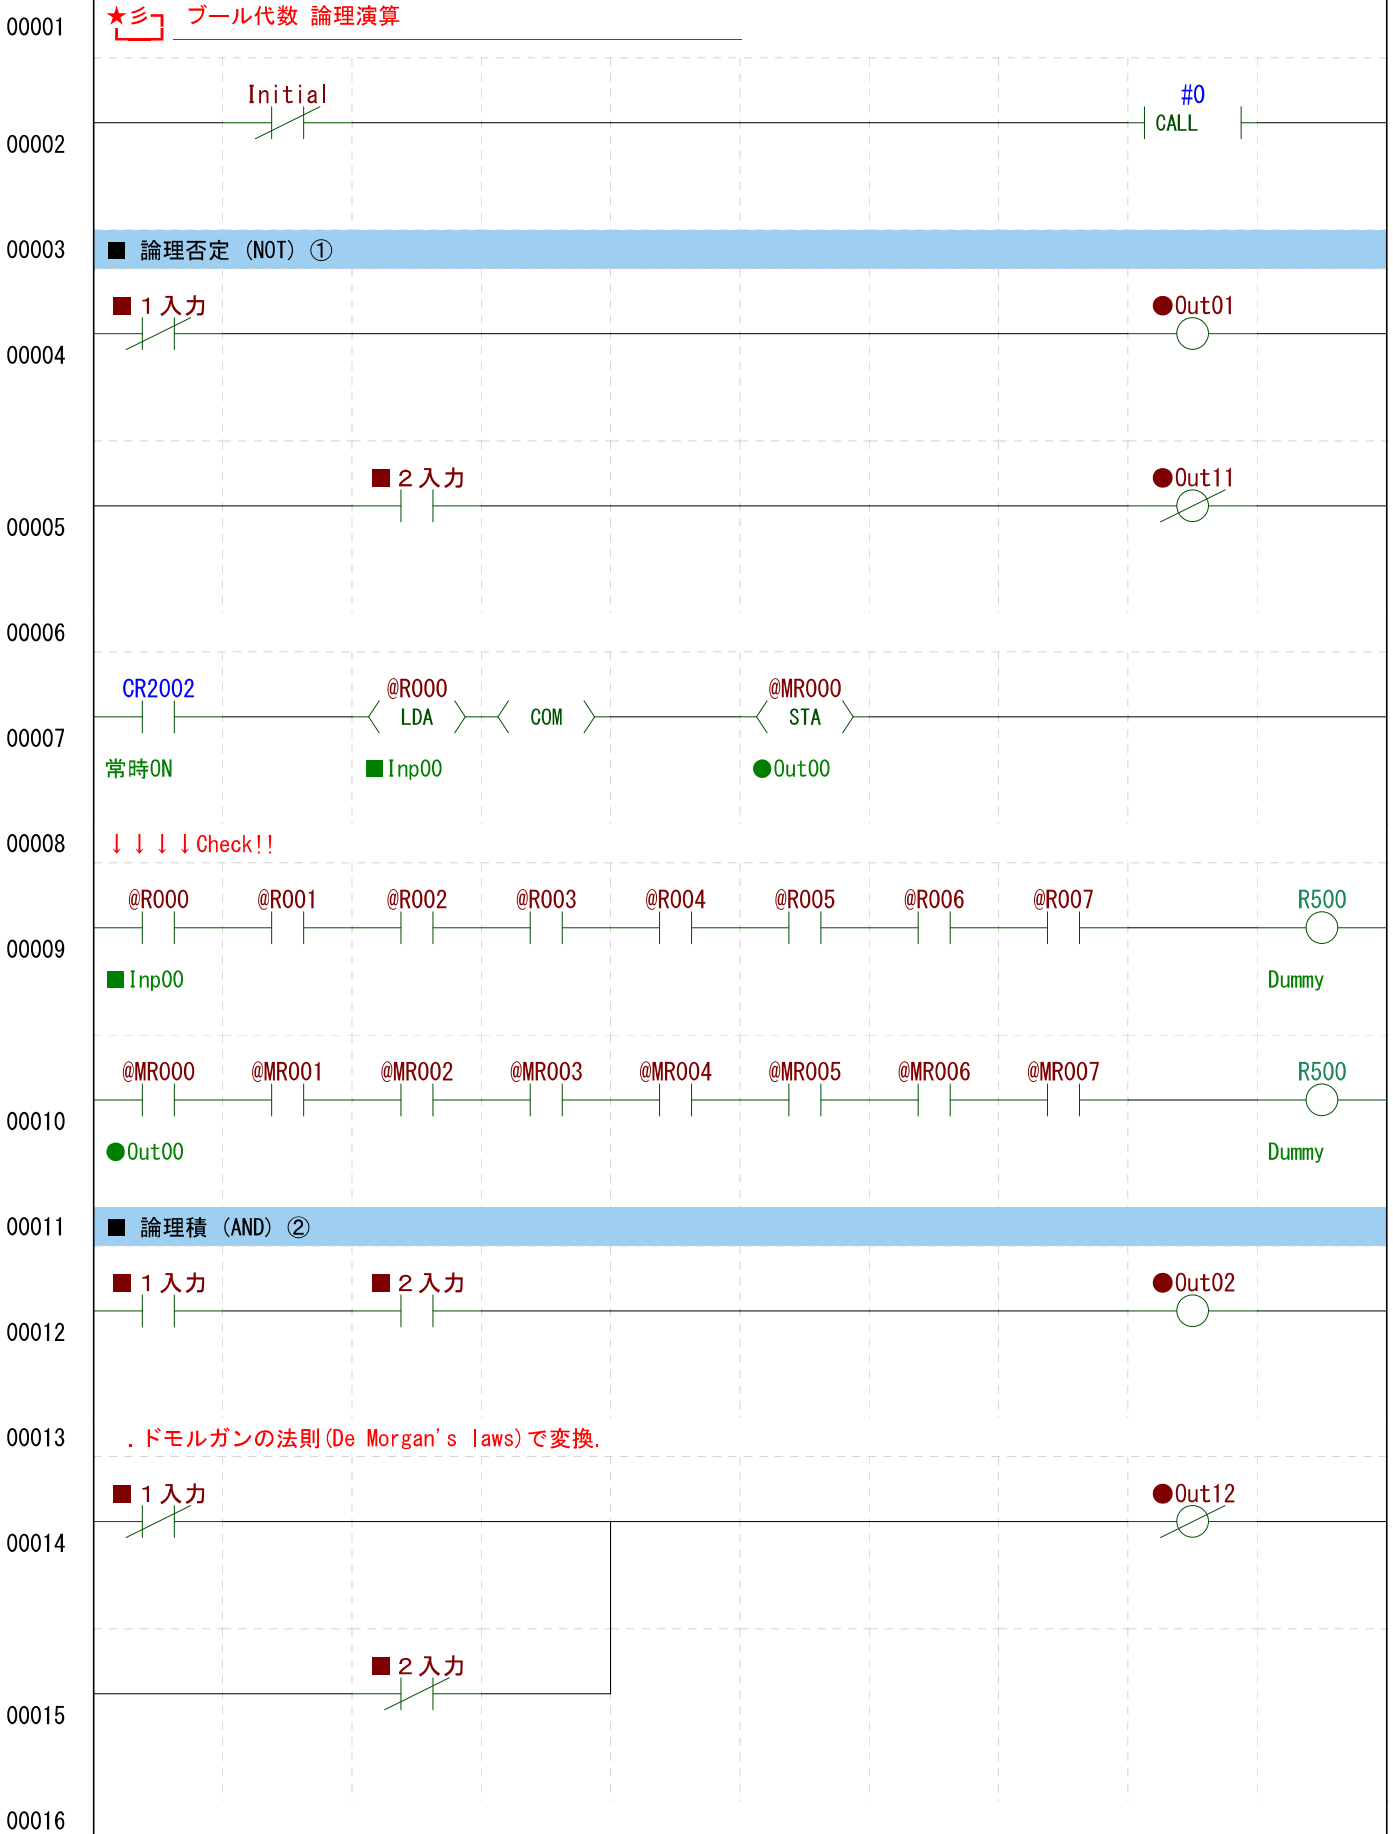 00001 ★彡 ブール代数 論理演算
Initial #0
CALL
00002
00003 ■ 論理否定 (NOT) ①
■1入力 ●Out01
00004
■2入力 ●Out11
00005
00006
CR2002 @R000 @MR000
LDA COM STA
00007
常時ON ■Inp00 ●Out00
00008 ↓↓↓↓Check!!
@R000 @R001 @R002 @R003 @R004 @R005 @R006 @R007 R500
00009
■Inp00 Dummy
@MR000 @MR001 @MR002 @MR003 @MR004 @MR005 @MR006 @MR007 R500
00010
●Out00 Dummy
00011 ■ 論理積 (AND) ②
■1入力 ■2入力 ●Out02
00012
00013 .ドモルガンの法則(De Morgan's laws)で変換.
■1入力 ●Out12
00014
■2入力
00015
00016